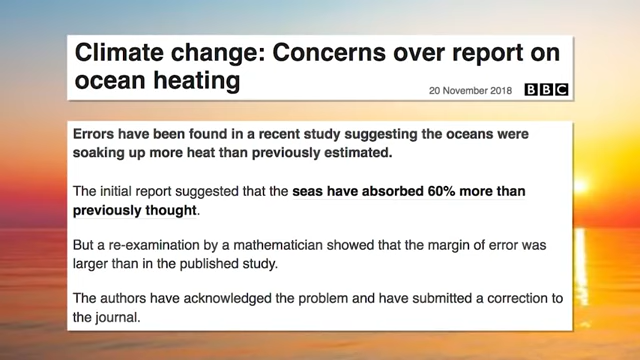 Climate change: Concerns over report on
ocean heating
20 November 2018 BBC
Errors have been found in a recent study suggesting the oceans were
soaking up more heat than previously estimated.
The initial report suggested that the seas have absorbed 60% more than
previously thought.
But a re-examination by a mathematician showed that the margin of error was
larger than in the published study.
The authors have acknowledged the problem and have submitted a correction to
the journal.